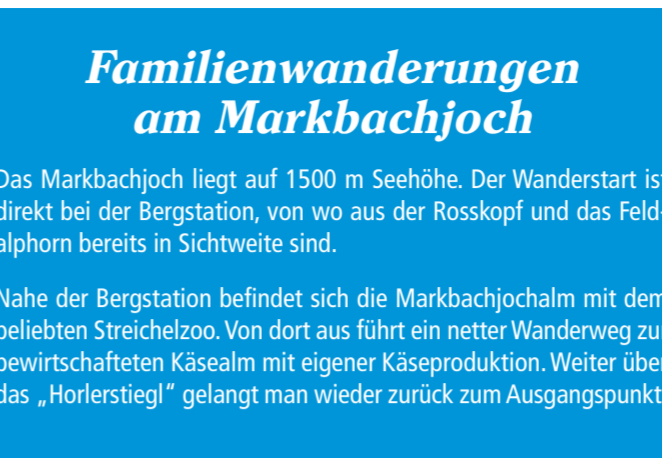 Familienwanderungen
am Markbachjoch
Das Markbachjoch liegt auf 1500 m Seehöhe. Der Wanderstart ist
direkt bei der Bergstation, von wo aus der Rosskopf und das Feld-
alphorn bereits in Sichtweite sind.
Nahe der Bergstation befindet sich die Markbachjochalm mit dem
beliebten Streichelzoo. Von dort aus führt ein netter Wanderweg zur
bewirtschafteten Käsealm mit eigener Käseproduktion. Weiter über
das „Horlerstiegl“ gelangt man wieder zurück zum Ausgangspunkt.